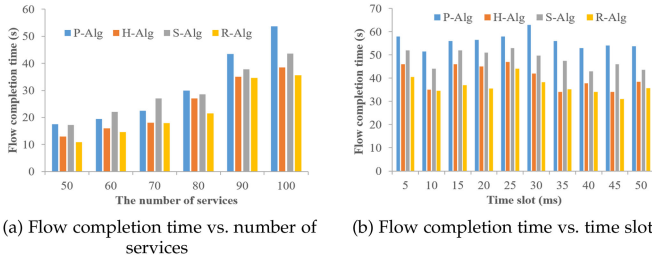 P-Alg H-Alg S-Alg R-Alg
Flow completion time (s)
60
50
40
30
20
10
0
50 60 70 80 90 100
The number of services
(a) Flow completion time vs. number of
services
P-Alg H-Alg S-Alg R-Alg
Flow completion time (s)
70
60
50
40
30
20
10
0
5 10 15 20 25 30 35 40 45 50
Time slot (ms)
(b) Flow completion time vs. time slot